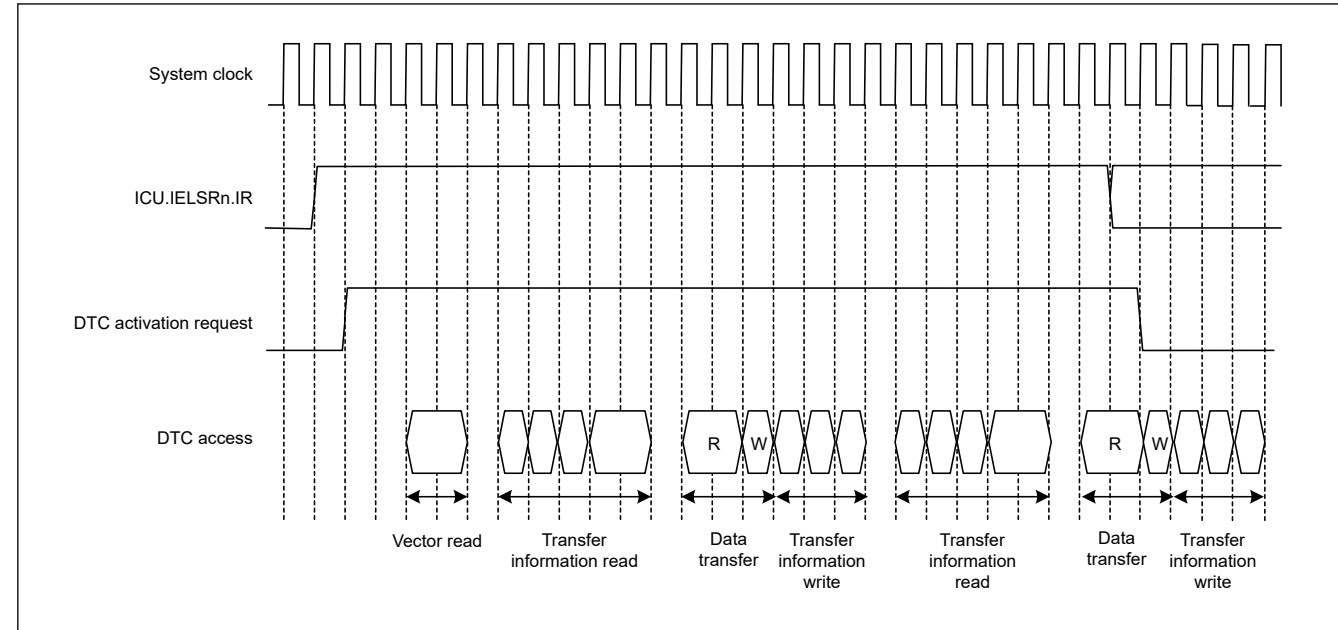 System clock
ICU.IELSRn.IR
DTC activation request
DTC access
R
W
R
W
Vector read
Transfer
information read
Data
transfer
Transfer
information
write
Transfer
information
read
Data
transfer
Transfer
information
write